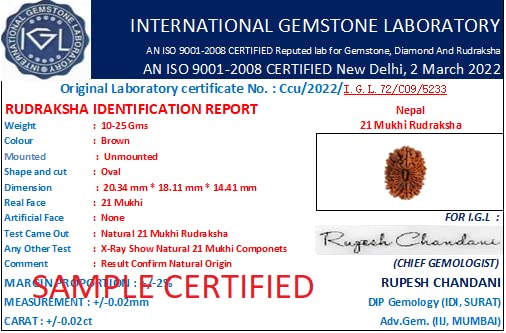 INTERNATIONAL GEMSTONE LABORATORY
INTERNATIONAL GEMSTONE LABORATORY
IGL
AN ISO 9001-2008 CERTIFIED Reputed lab for Gemstone, Diamond And Rudraksha
AN ISO 9001-2008 CERTIFIED New Delhi, 2 March 2022
Original Laboratory certificate No. : Ccu/2022/I.G.L.72/C09/5233
RUDRAKSHA IDENTIFICATION REPORT
Nepal
21 Mukhi Rudraksha
Weight : 10-25 Gms
Colour : Brown
Mounted : Unmounted
Shape and cut : Oval
Dimension : 20.34 mm * 18.11 mm * 14.41 mm
Real Face : 21 Mukhi
Artificial Face : None
Test Came Out : Natural 21 Mukhi Rudraksha
Any Other Test : X-Ray Show Natural 21 Mukhi Componets
Comment : Result Confirm Natural Origin
FOR I.G.L :
Rugesh Chandani
(CHIEF GEMOLOGIST)
SAMPLE CERTIFIED
MARGIN PROPORTION : +/-2%
RUPESH CHANDANI
MEASUREMENT : +/-0.02mm
DIP Gemology (IDI, SURAT)
CARAT : +/-0.02ct
Adv.Gem. (IIJ, MUMBAI)